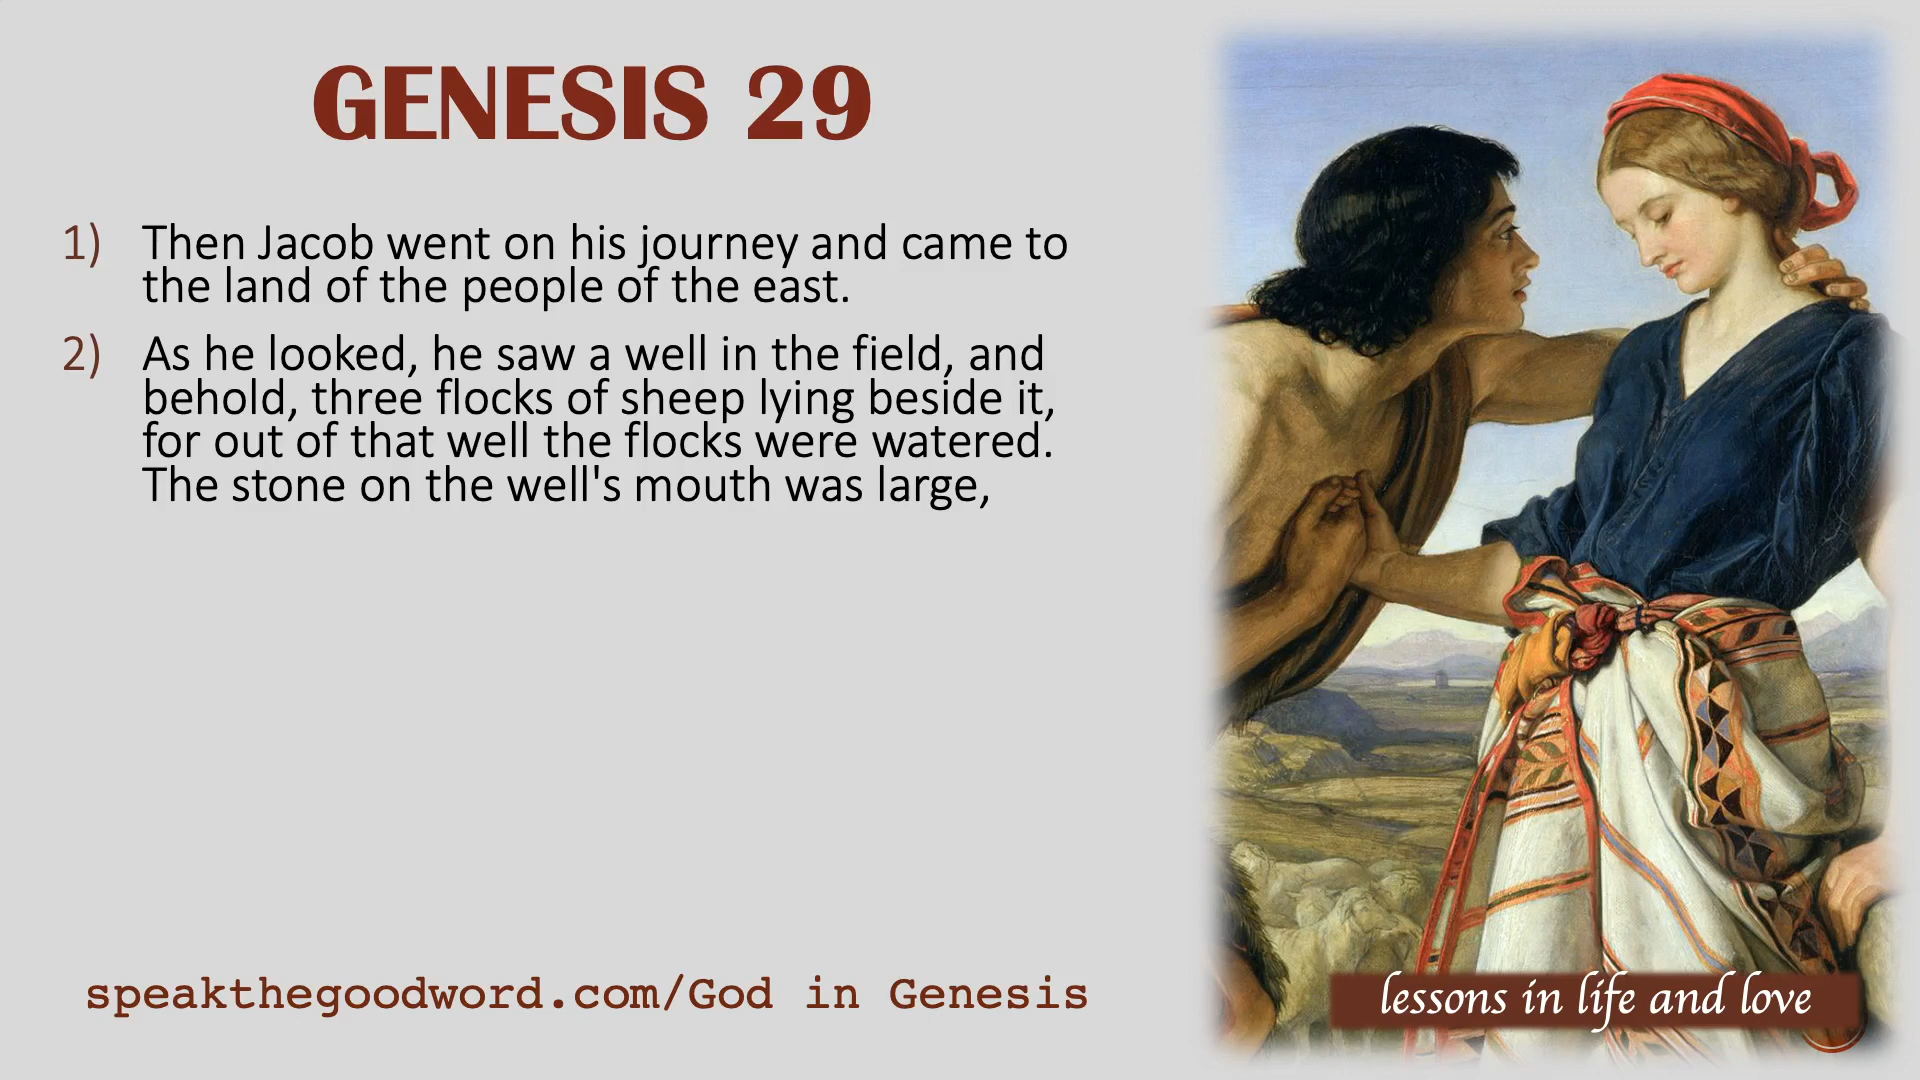 GENESIS 29
1) Then Jacob went on his journey and came to
the land of the people of the east.
2) As he looked, he saw a well in the field, and
behold, three flocks of sheep lying beside it,
for out of that well the flocks were watered.
The stone on the well's mouth was large,
speakthegoodword.com/God in Genesis
lessons in life and love